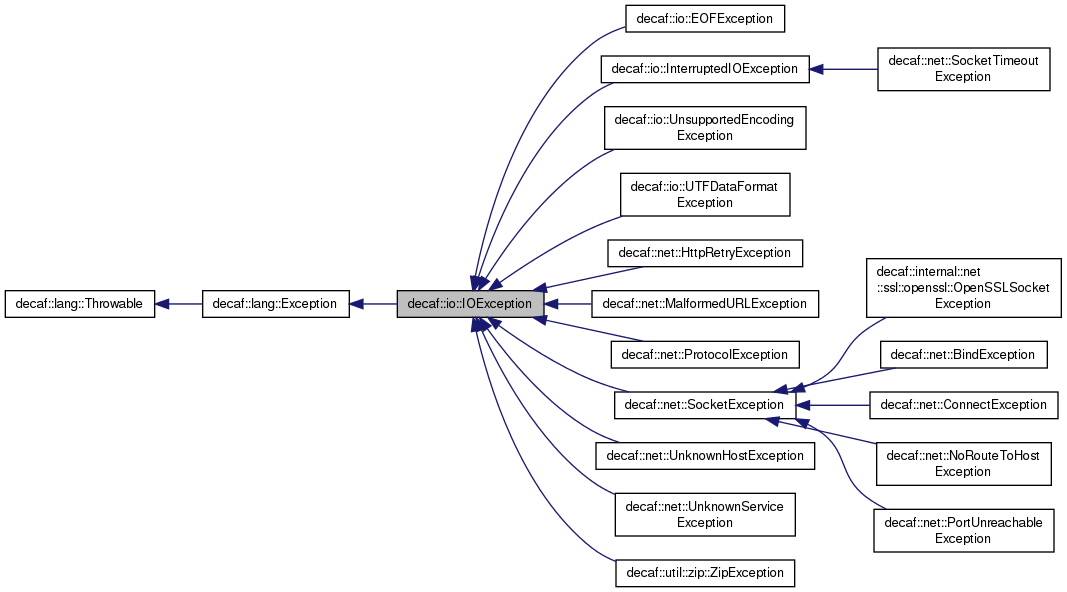 decaf::lang::Throwable
decaf::lang::Exception
decaf::io::IOException
decaf::io::EOFException
decaf::io::InterruptedIOException
decaf::io::UnsupportedEncoding
Exception
decaf::io::UTFDataFormat
Exception
decaf::net::HttpRetryException
decaf::net::MalformedURLException
decaf::net::ProtocolException
decaf::net::SocketException
decaf::net::UnknownHostException
decaf::net::UnknownService
Exception
decaf::util::zip::ZipException
decaf::net::SocketTimeout
Exception
decaf::internal::net
::ssl::openssl::OpenSSLSocket
Exception
decaf::net::BindException
decaf::net::ConnectException
decaf::net::NoRouteToHost
Exception
decaf::net::PortUnreachable
Exception